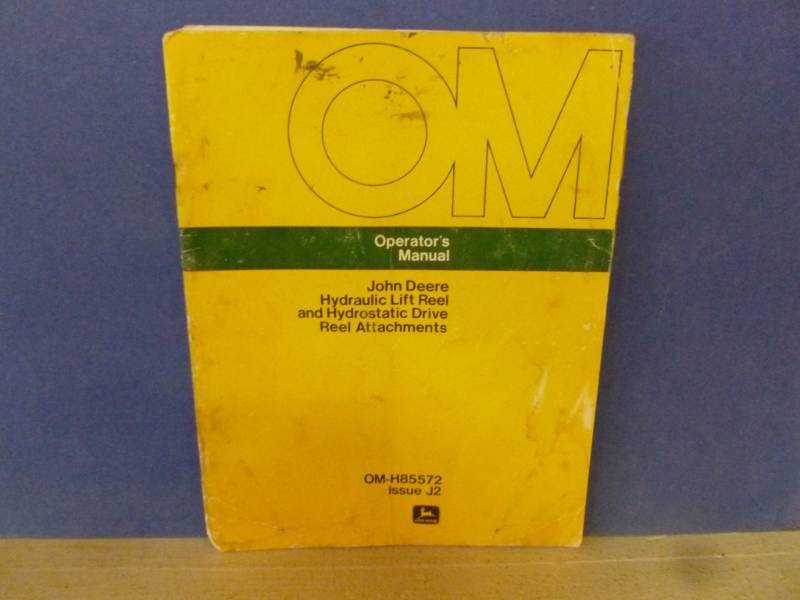 OM
Operator's
Manual
John Deere
Hydraulic Lift Reel
and Hydrostatic Drive
Reel Attachments
OM-H85572
Issue J2